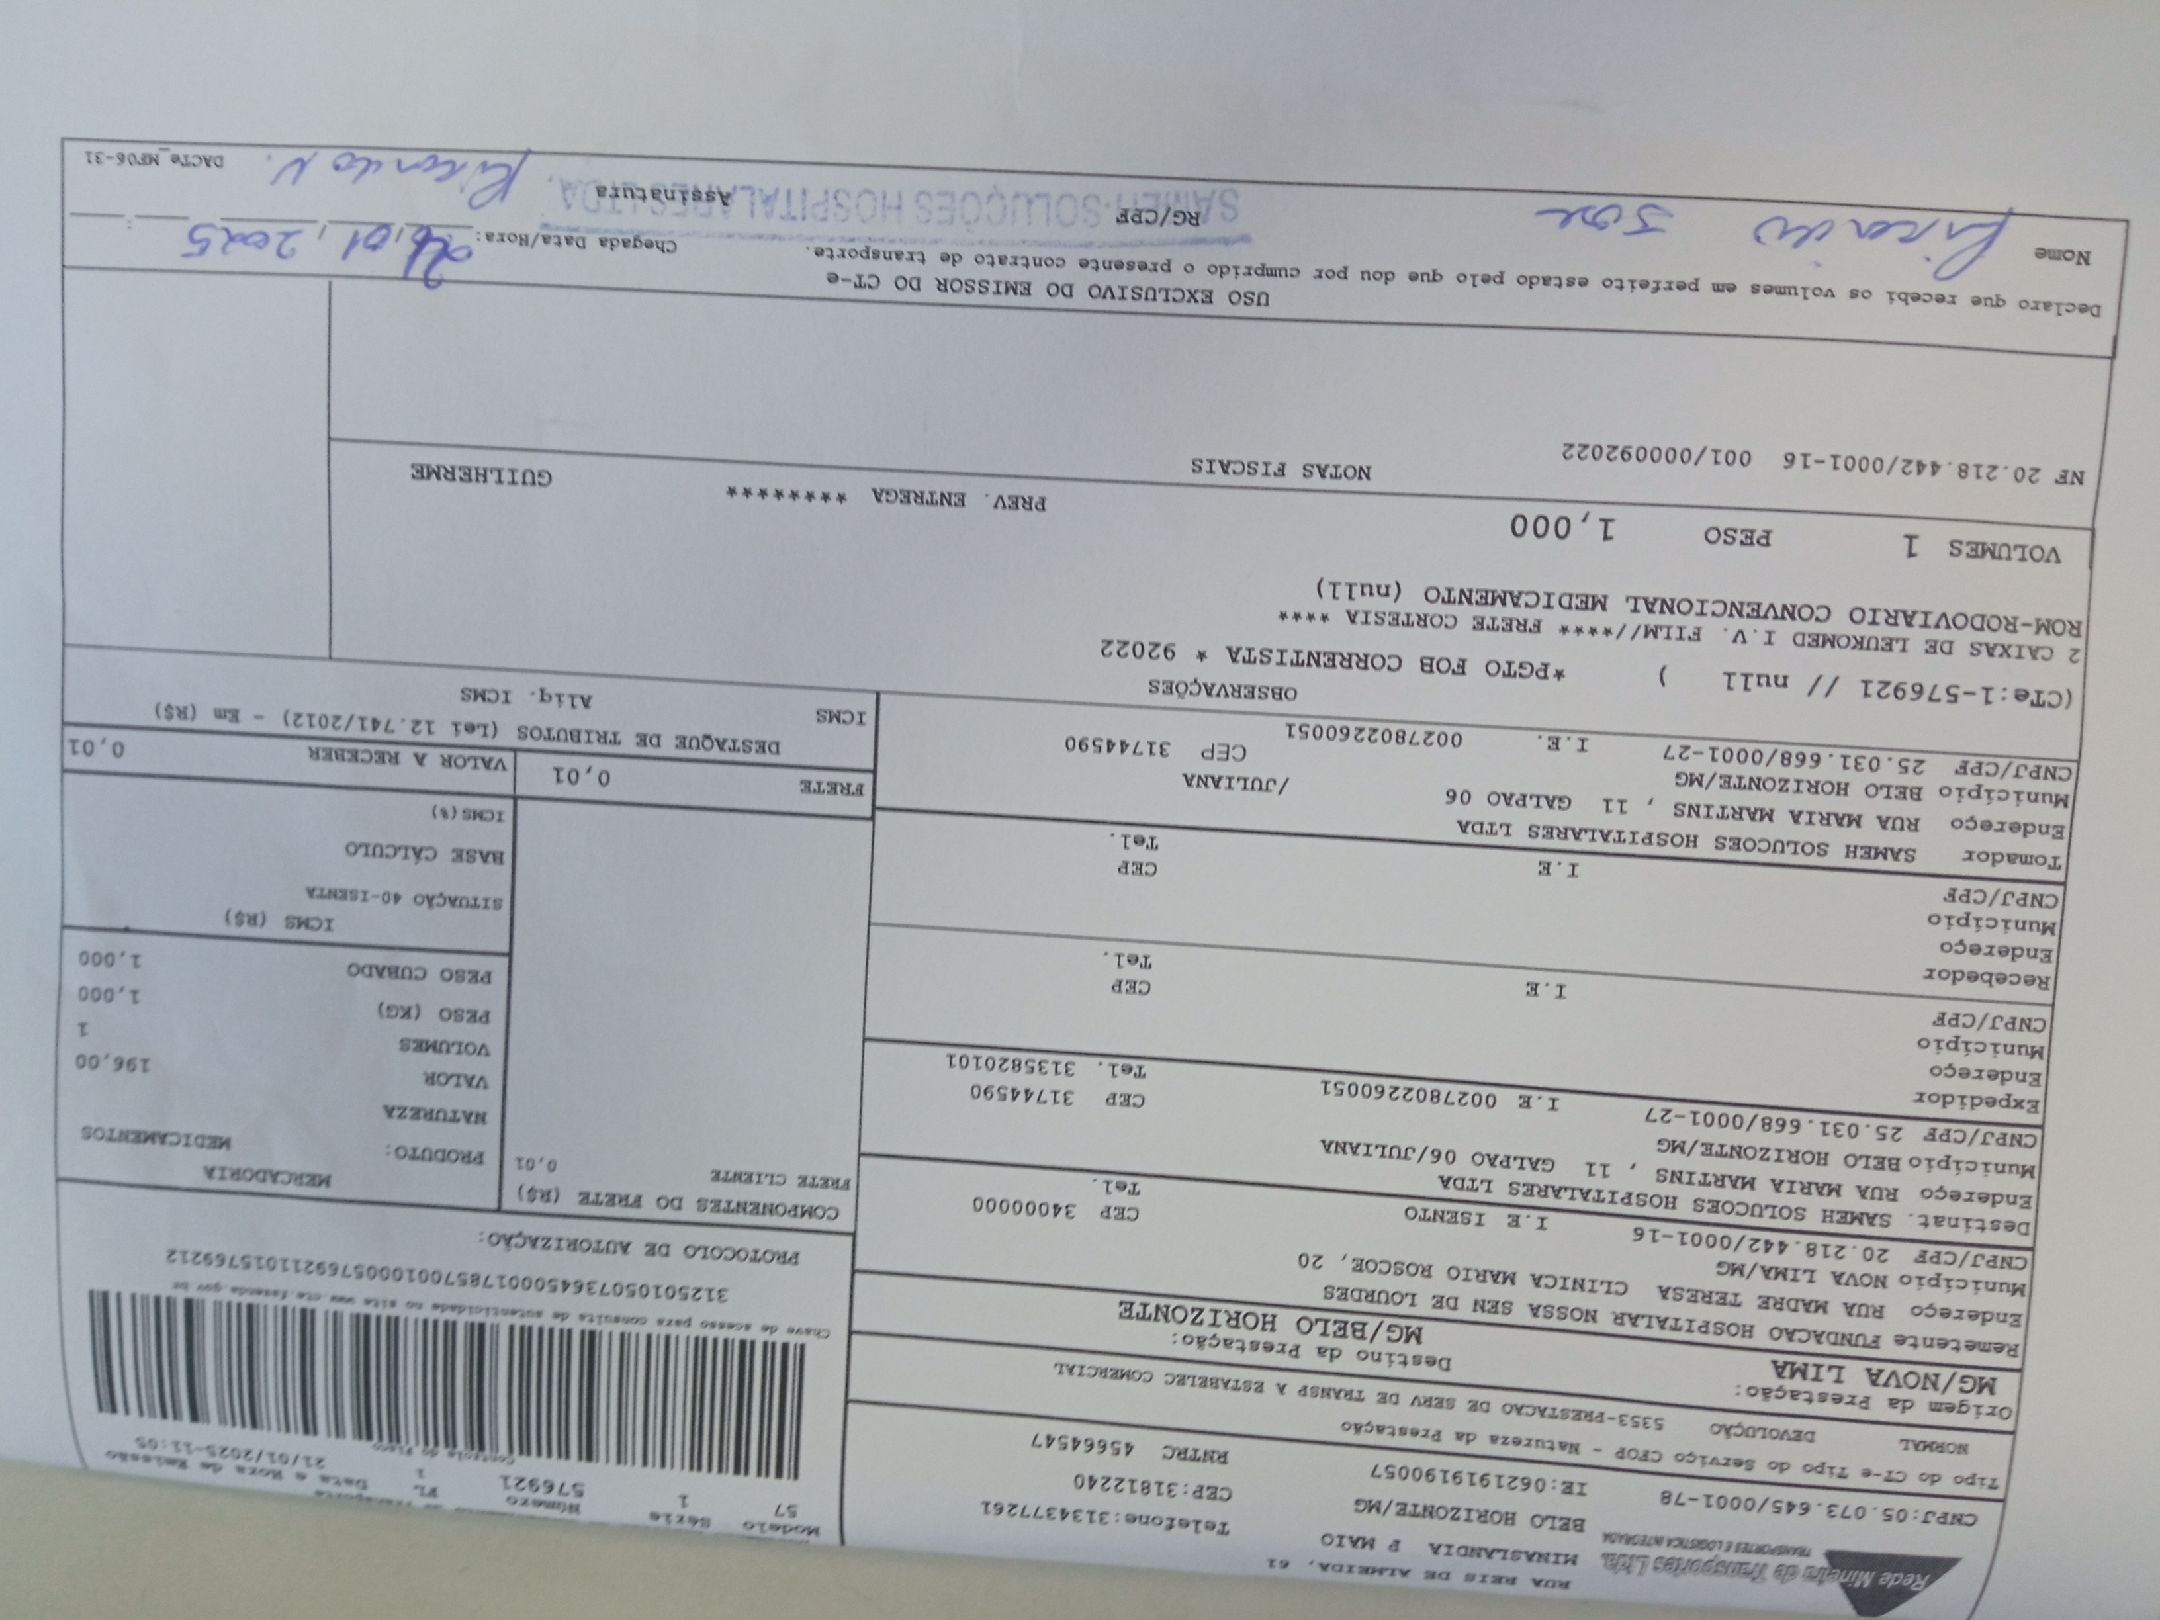 Rede Mineira de Transportes Ltda.
TRANSPORTES E LOGISTICA INTEGRADA
RUA REIS DE ALMEIDA, 61
MINASLANDIA P MAIO Telefone:3134377261
BELO HORIZONTE/MG CEP:31812240
CNPJ:05.073.645/0001-78 IE:0621919190057 RNTRC 45664547
Modelo Série Número FL Data e Hora de Emissão
57 1 576921 1 21/01/2025-11:05
Controle do Fisco
Tipo do CT-e Tipo do Serviço CFOP - Natureza da Prestação
NORMAL DEVOLUÇÃO 5353-PRESTACAO DE SERV DE TRANSP A ESTABELEC COMERCIAL
Chave de acesso para consulta de autenticidade no site www.cte.fazenda.gov.br
31250105073645000178570010005769211015769212
PROTOCOLO DE AUTORIZAÇÃO:
Origem da Prestação: Destino da Prestação:
MG/NOVA LIMA MG/BELO HORIZONTE
Remetente FUNDACAO HOSPITALAR NOSSA SEN DE LOURDES
Endereço RUA MADRE TERESA CLINICA MARIO ROSCOE, 20
Município NOVA LIMA/MG CEP 34000000
CNPJ/CPF 20.218.442/0001-16 I.E ISENTO Tel.
Destinat. SAMEH SOLUCOES HOSPITALARES LTDA
Endereço RUA MARIA MARTINS , 11 GALPAO 06/JULIANA
Município BELO HORIZONTE/MG CEP 31744590
CNPJ/CPF 25.031.668/0001-27 I.E 0027802260051 Tel. 3135820101
Expedidor
Endereço
Município CEP
CNPJ/CPF I.E Tel.
Recebedor
Endereço
Município CEP
CNPJ/CPF I.E Tel.
Tomador SAMEH SOLUCOES HOSPITALARES LTDA
Endereço RUA MARIA MARTINS , 11 GALPAO 06 /JULIANA
Município BELO HORIZONTE/MG CEP 31744590
CNPJ/CPF 25.031.668/0001-27 I.E. 0027802260051
COMPONENTES DO FRETE (R$)
FRETE CLIENTE 0,01
MERCADORIA
PRODUTO: MEDICAMENTOS
NATUREZA
VALOR 196,00
VOLUMES 1
PESO (KG) 1,000
PESO CUBADO 1,000
ICMS (R$)
SITUAÇÃO 40-ISENTA
BASE CÁLCULO
ICMS(%)
FRETE 0,01 VALOR A RECEBER 0,01
DESTAQUE DE TRIBUTOS (Lei 12.741/2012) - Em (R$)
ICMS Aliq. ICMS
OBSERVAÇÕES
(CTe:1-576921 // null ) *PGTO FOB CORRENTISTA * 92022
2 CAIXAS DE LEUKOMED I.V. FILM//**** FRETE CORTESIA ****
ROM-RODOVIARIO CONVENCIONAL MEDICAMENTO (null)
VOLUMES 1 PESO 1,000 PREV. ENTREGA ******** GUILHERME
NOTAS FISCAIS
NF 20.218.442/0001-16 001/000092022
USO EXCLUSIVO DO EMISSOR DO CT-e
Declaro que recebi os volumes em perfeito estado pelo que dou por cumprido o presente contrato de transporte.
Chegada Data/Hora: 01, 2025
Nome Ricardo José RG/CPF Assinatura Ricardo N.
SAMEH-SOLUÇÕES HOSPITALARES LTDA.
DACTe_MF06-31